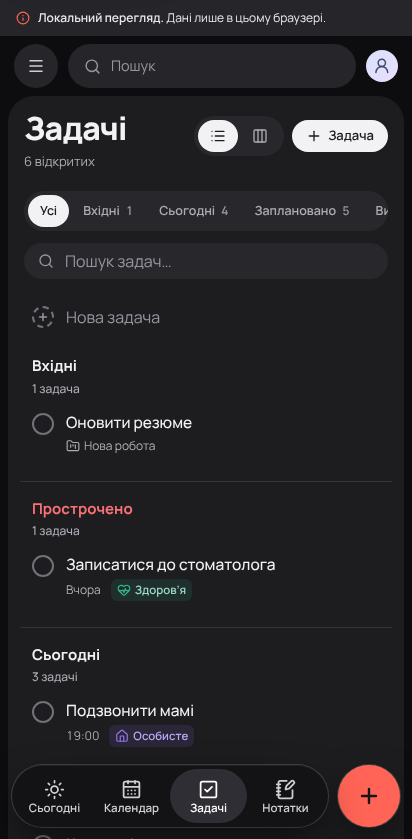 Локальний перегляд. Дані лише в цьому браузері.
Пошук
Задачі
6 відкритих
Задача
Усі Вхідні 1 Сьогодні 4 Заплановано 5
Пошук задач...
Нова задача
Вхідні
1 задача
Оновити резюме
Нова робота
Прострочено
1 задача
Записатися до стоматолога
Вчора Здоров'я
Сьогодні
3 задачі
Подзвонити мамі
19:00 Особисте
Сьогодні Календар Задачі Нотатки